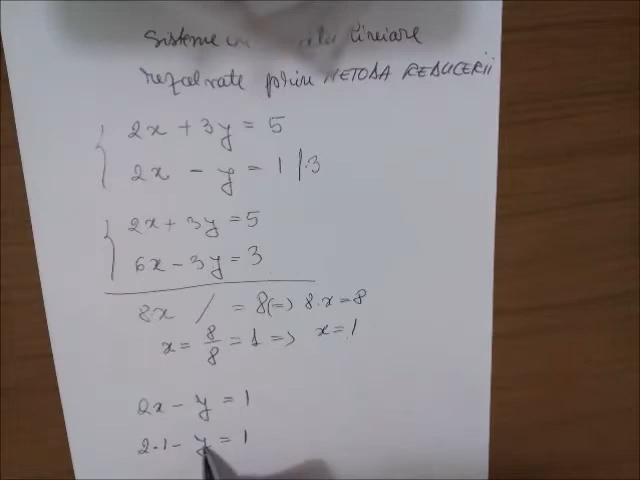 Sisteme liniare
rezolvate prin METODA REDUCERII
{ 2x + 3y = 5
2x - y = 1 | ·3
{ 2x + 3y = 5
6x - 3y = 3
8x / = 8 (=) 8·x = 8
x = 8/8 = 1 => x = 1
2x - y = 1
2·1 - y = 1